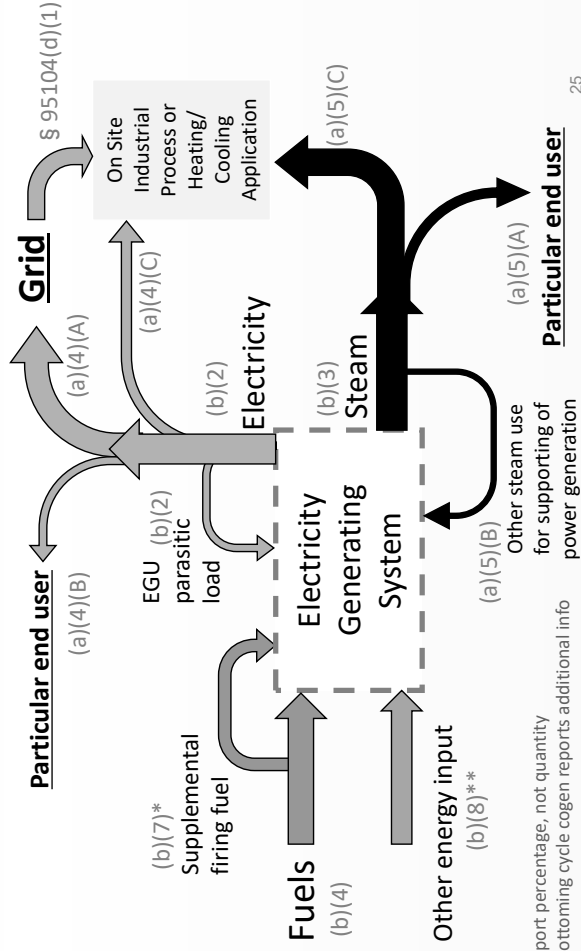 § 95104(d)(1)
Grid
(a)(4)(A)
Particular end user
(a)(4)(B)
On Site
Industrial
Process or
Heating/
Cooling
Application
(a)(4)(C)
(b)(7)*
Supplemental
firing fuel
(b)(2)
EGU
parasitic
load
(b)(2)
Electricity
Fuels
(b)(4)
Electricity
Generating
System
(b)(3)
Steam
(a)(5)(C)
Other energy input
(b)(8)**
(a)(5)(B)
Other steam use
for supporting of
power generation
(a)(5)(A)
Particular end user
port percentage, not quantity
ottoming cycle cogen reports additional info
25